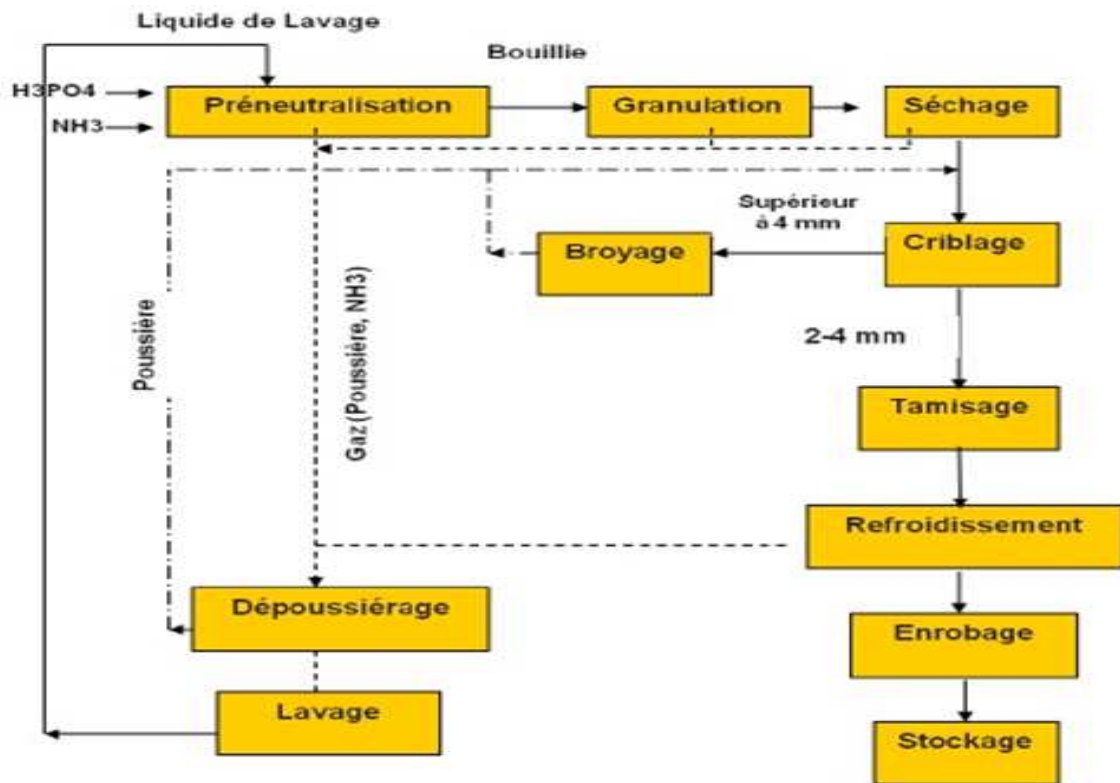 Liquide de Lavage
Bouillie
H3PO4
Préneutralisation
Granulation
Séchage
NH3
Supérieur
à 4 mm
Broyage
Criblage
Poussière
Gaz (Poussière, NH3)
2-4 mm
Tamisage
Refroidissement
Dépoussiérage
Enrobage
Lavage
Stockage